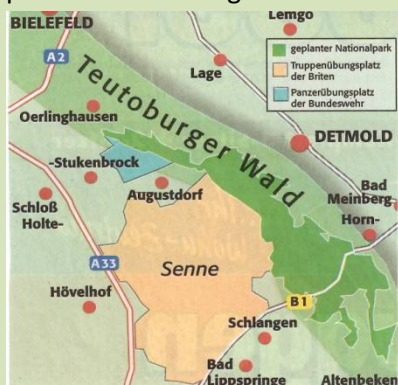 BIELEFELD
Lemgo
A2
geplanter Nationalpark
Truppenübungsplatz
der Briten
Panzerübungsplatz
der Bundeswehr
Lage
Teutoburger Wald
Oerlinghausen
DETMOLD
-Stukenbrock
Augustdorf
Bad
Meinberg
Horn-
Schloß
Holte-
A33
Senne
Hövelhof
B1
Schlangen
Bad
Lippspringe
Altenbeken